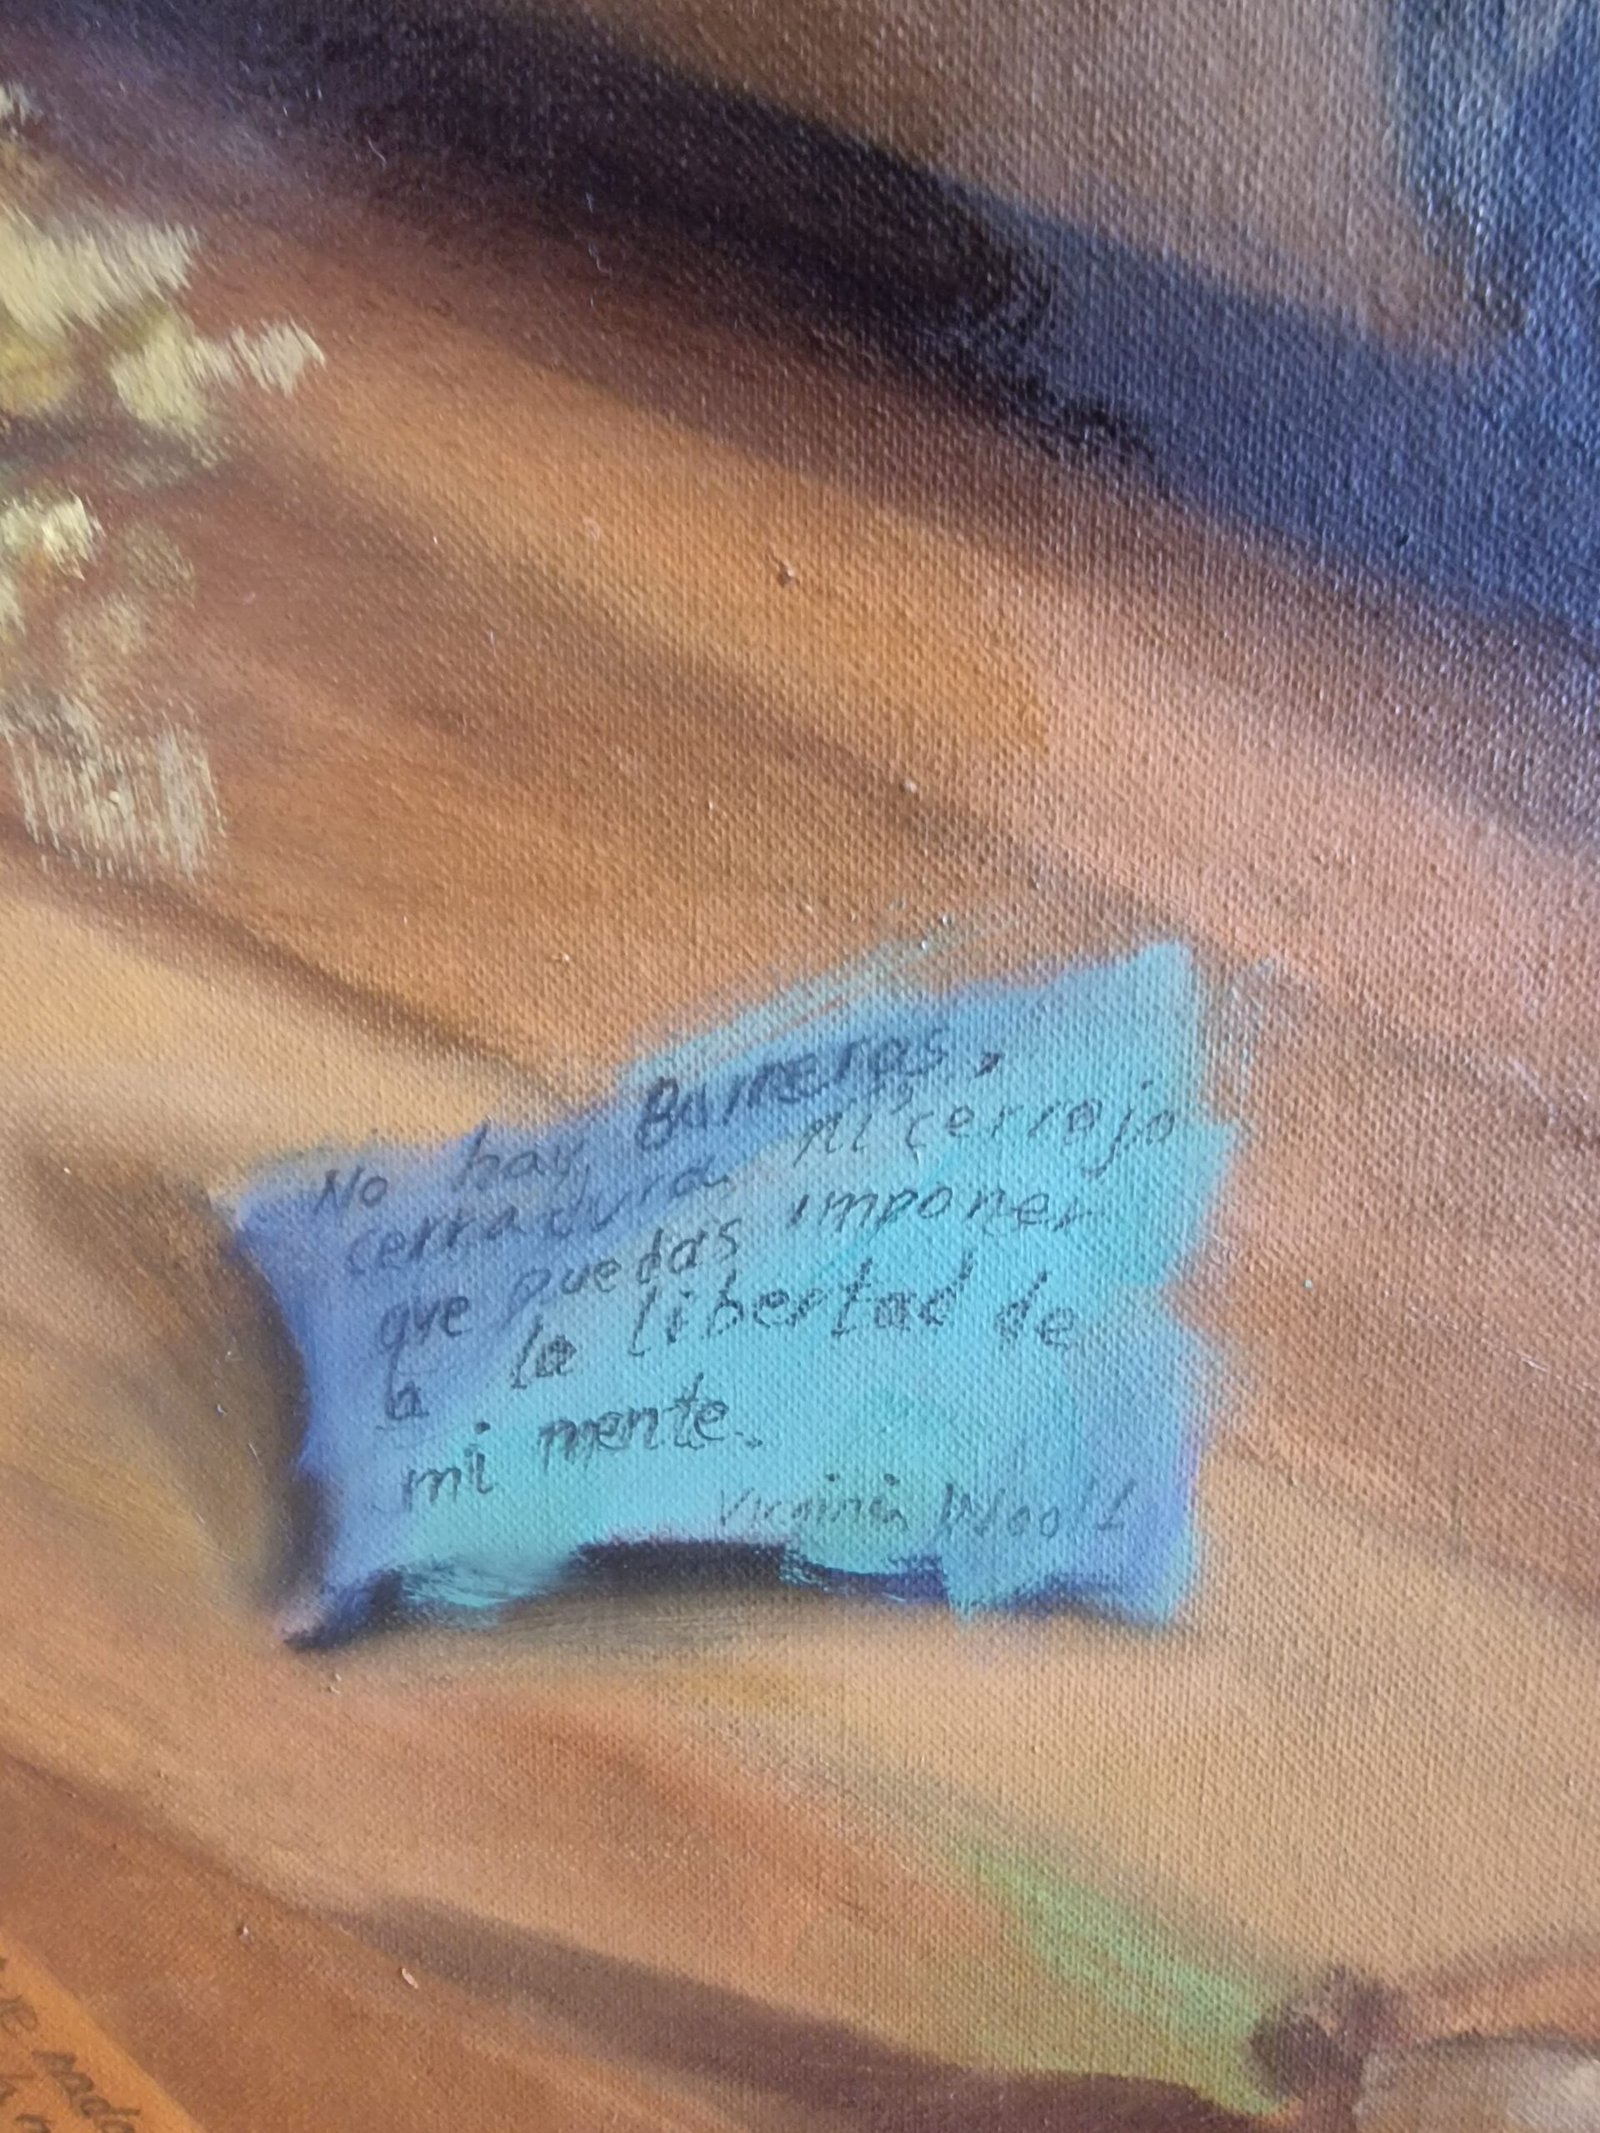 No hay Barreras,
cerradura ni cerrojo
que puedas imponer
a la libertad de
mi mente.
Virginia Woolf